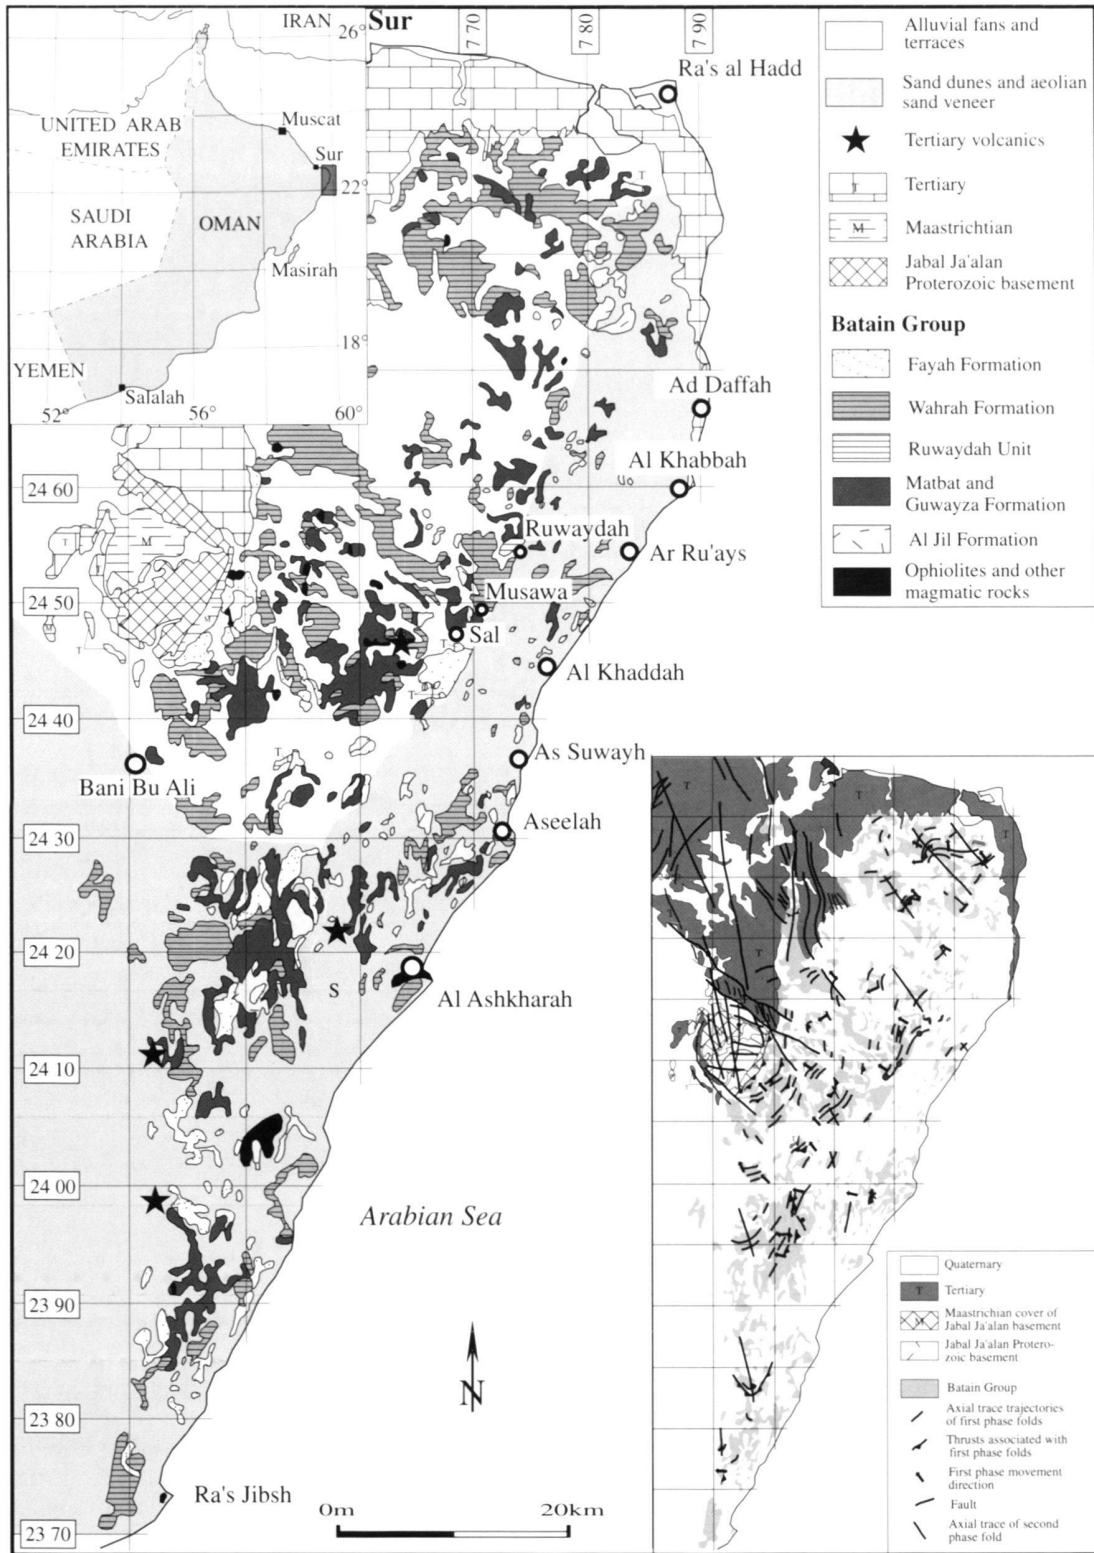 IRAN
26°
UNITED ARAB
EMIRATES
Muscat
Sur
22°
SAUDI
ARABIA
OMAN
Masirah
18°
YEMEN
Salalah
52°
56°
60°
Sur
7 70
7 80
7 90
Ra's al Hadd
T
Ad Daffah
Al Khabbah
24 60
Ruwaydah
Ar Ru'ays
T
M
24 50
Musawa
Sal
T
M
T
Al Khaddah
T
24 40
As Suwayh
T
Bani Bu Ali
Aseelah
24 30
24 20
S
Al Ashkharah
24 10
24 00
Arabian Sea
23 90
N
23 80
Ra's Jibsh
0m
20km
23 70
Alluvial fans and
terraces
Sand dunes and aeolian
sand veneer
Tertiary volcanics
T
Tertiary
M
Maastrichtian
Jabal Ja'alan
Proterozoic basement
Batain Group
Fayah Formation
Wahrah Formation
Ruwaydah Unit
Matbat and
Guwayza Formation
Al Jil Formation
Ophiolites and other
magmatic rocks
T
T
T
T
T
Quaternary
T
Tertiary
M
Maastrichian cover of
Jabal Ja'alan basement
Jabal Ja'alan Protero-
zoic basement
Batain Group
Axial trace trajectories
of first phase folds
Thrusts associated with
first phase folds
First phase movement
direction
Fault
Axial trace of second
phase fold